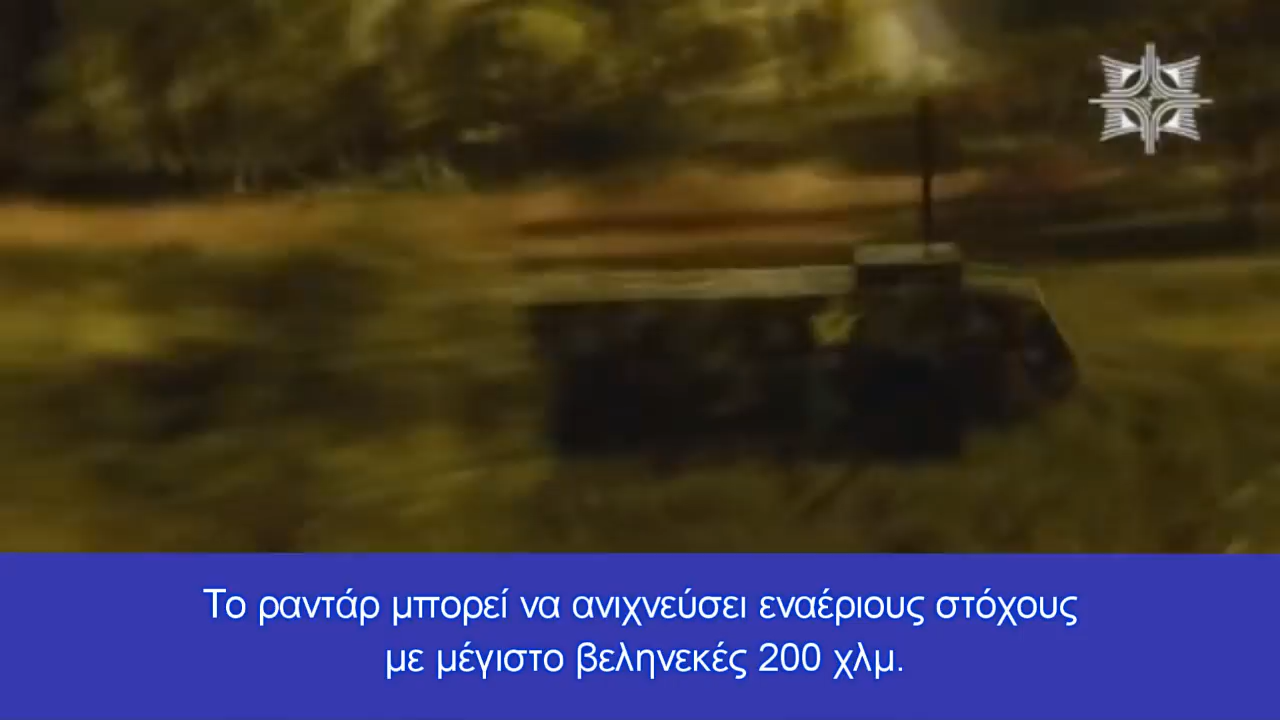 Το ραντάρ μπορεί να ανιχνεύσει εναέριους στόχους
με μέγιστο βεληνεκές 200 χλμ.